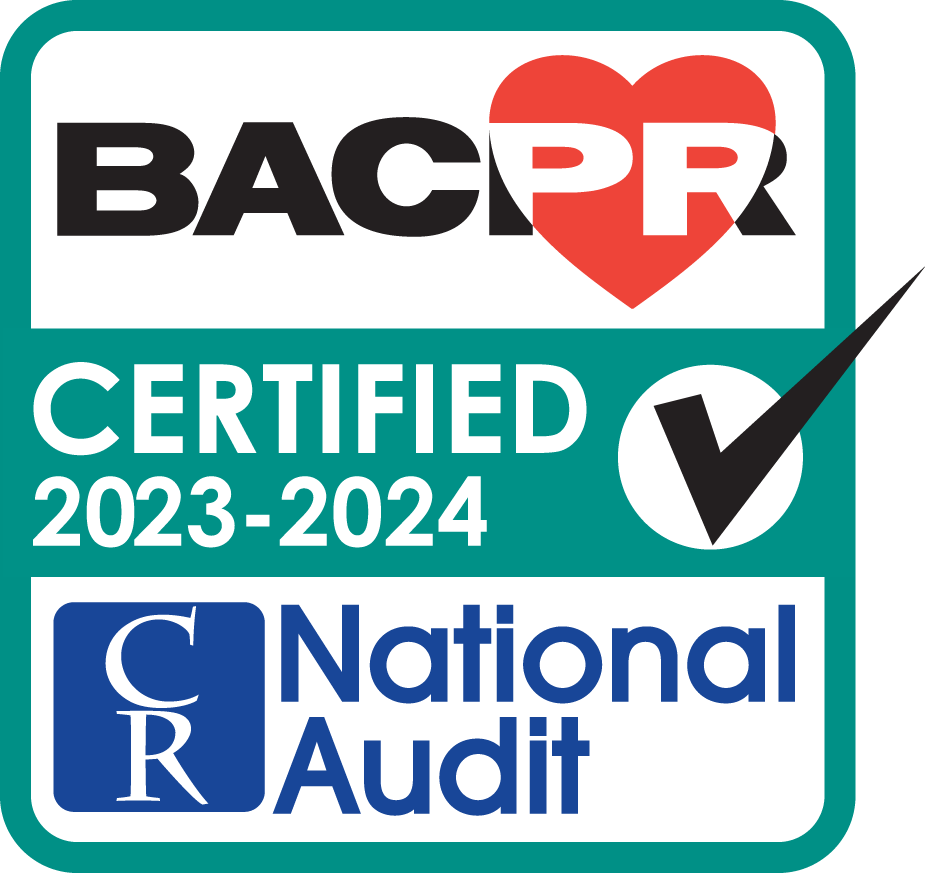 BACPR
CERTIFIED
2023-2024
CR
National
Audit